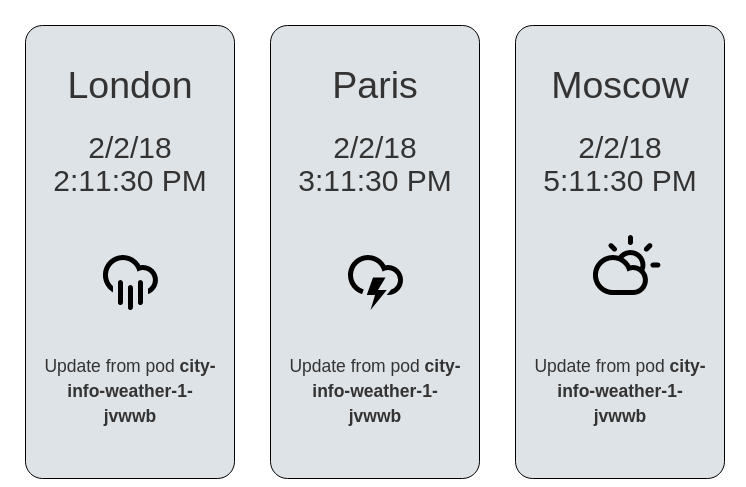 London
2/2/18
2:11:30 PM
Update from pod city-
info-weather-1-
jvwwb
Paris
2/2/18
3:11:30 PM
Update from pod city-
info-weather-1-
jvwwb
Moscow
2/2/18
5:11:30 PM
Update from pod city-
info-weather-1-
jvwwb